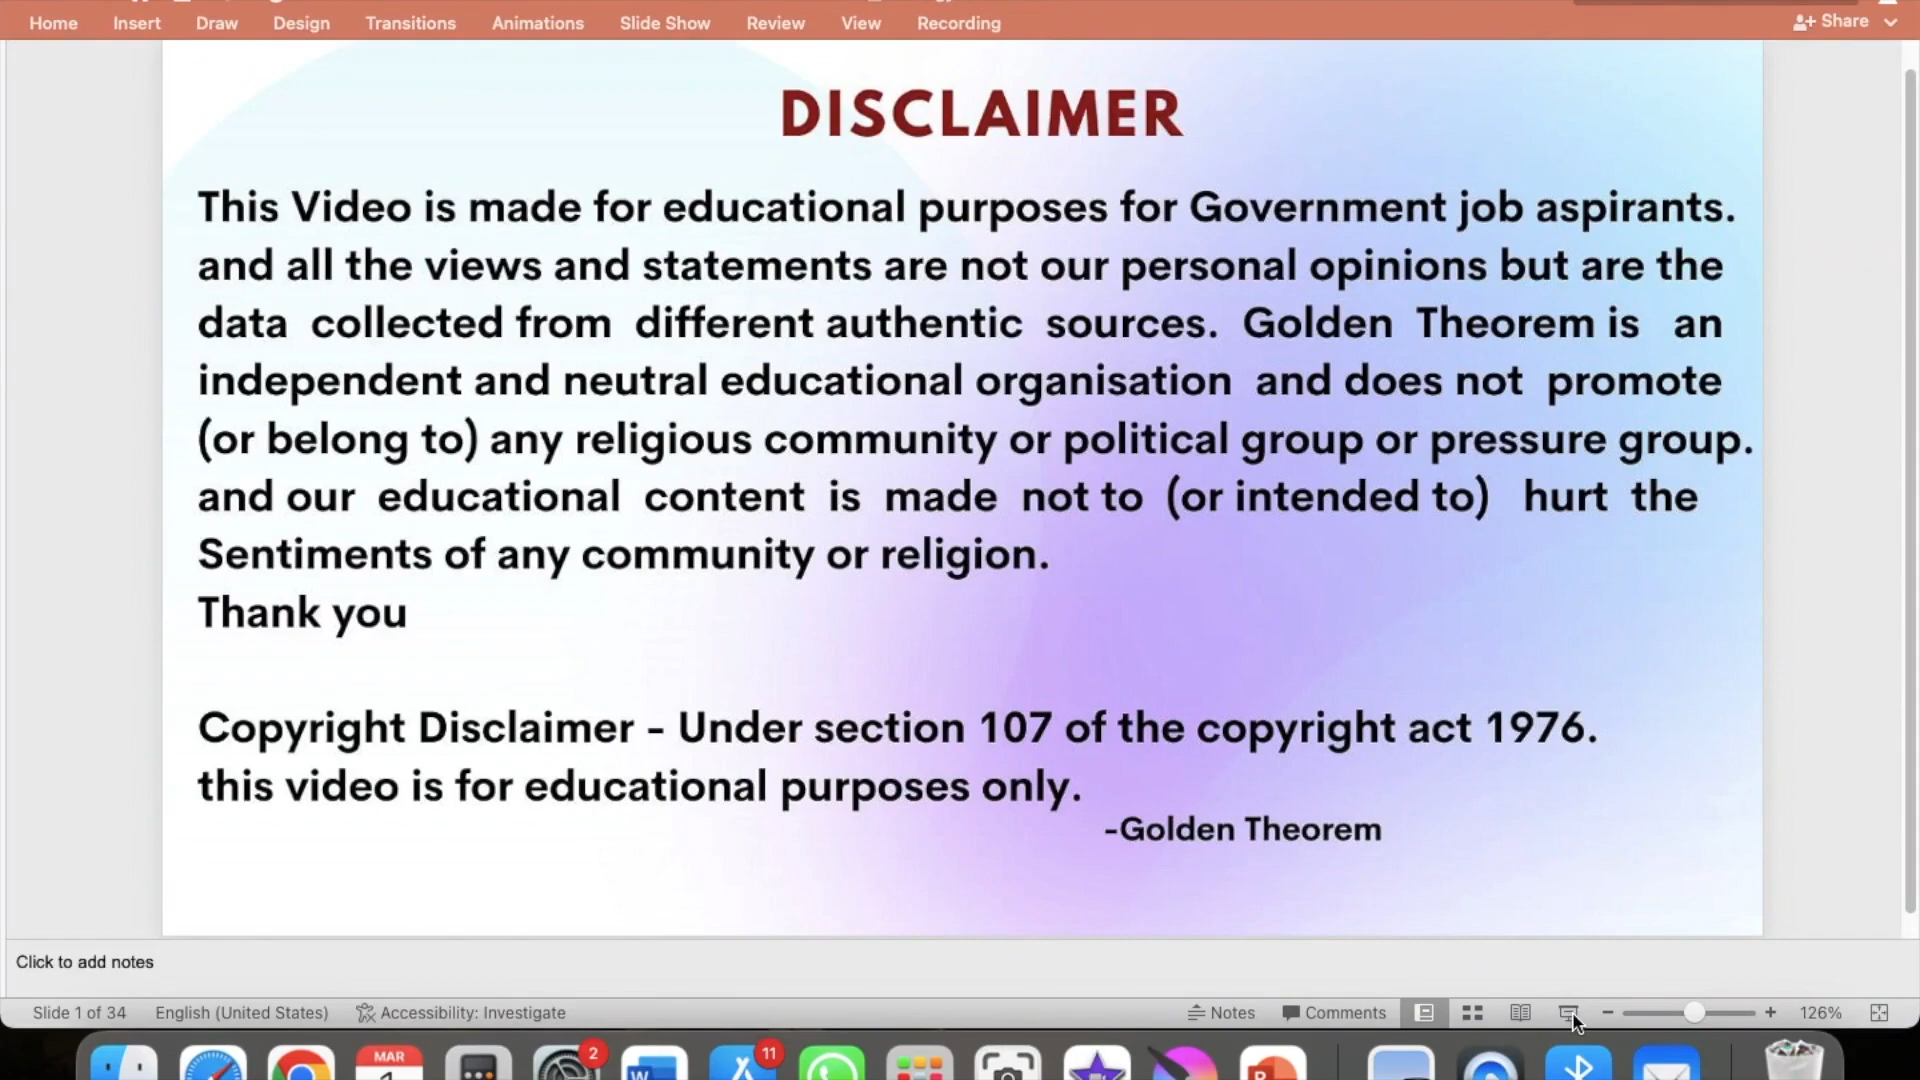 Home Insert Draw Design Transitions Animations Slide Show Review View Recording Share
DISCLAIMER
This Video is made for educational purposes for Government job aspirants.
and all the views and statements are not our personal opinions but are the
data collected from different authentic sources. Golden Theorem is an
independent and neutral educational organisation and does not promote
(or belong to) any religious community or political group or pressure group.
and our educational content is made not to (or intended to) hurt the
Sentiments of any community or religion.
Thank you
Copyright Disclaimer - Under section 107 of the copyright act 1976.
this video is for educational purposes only.
-Golden Theorem
Click to add notes
Slide 1 of 34 English (United States) Accessibility: Investigate Notes Comments 126%
MAR 2 11